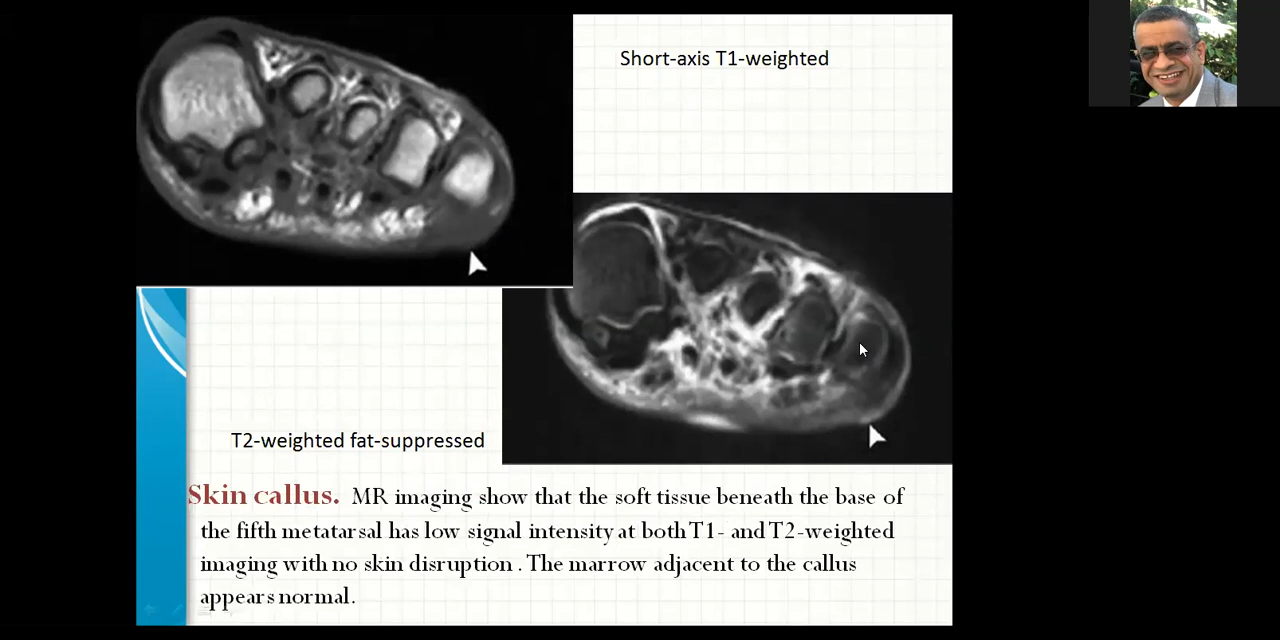 Short-axis T1-weighted
T2-weighted fat-suppressed
Skin callus. MR imaging show that the soft tissue beneath the base of
the fifth metatarsal has low signal intensity at both T1- and T2-weighted
imaging with no skin disruption . The marrow adjacent to the callus
appears normal.